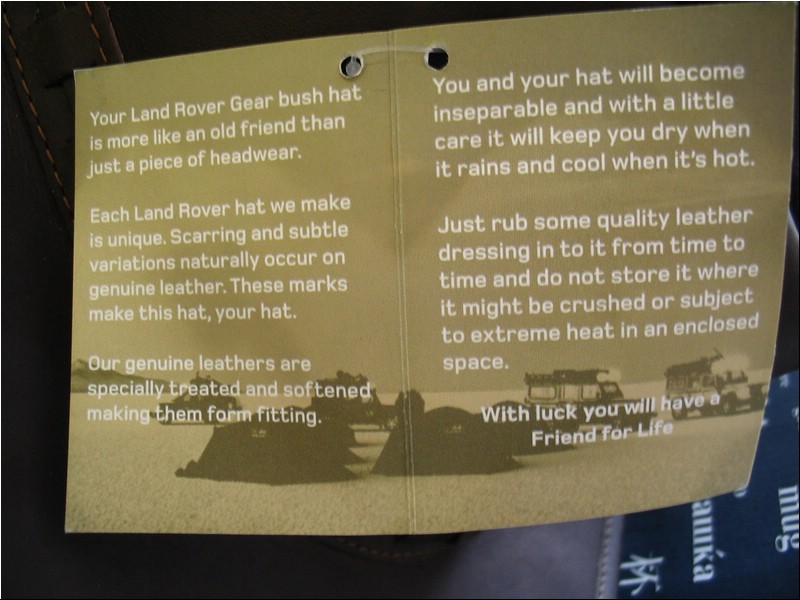 Your Land Rover Gear bush hat
is more like an old friend than
just a piece of headwear.
Each Land Rover hat we make
is unique. Scarring and subtle
variations naturally occur on
genuine leather. These marks
make this hat, your hat.
Our genuine leathers are
specially treated and softened
making them form fitting.
You and your hat will become
inseparable and with a little
care it will keep you dry when
it rains and cool when it's hot.
Just rub some quality leather
dressing in to it from time to
time and do not store it where
it might be crushed or subject
to extreme heat in an enclosed
space.
With luck you will have a
Friend for Life
mug
杯